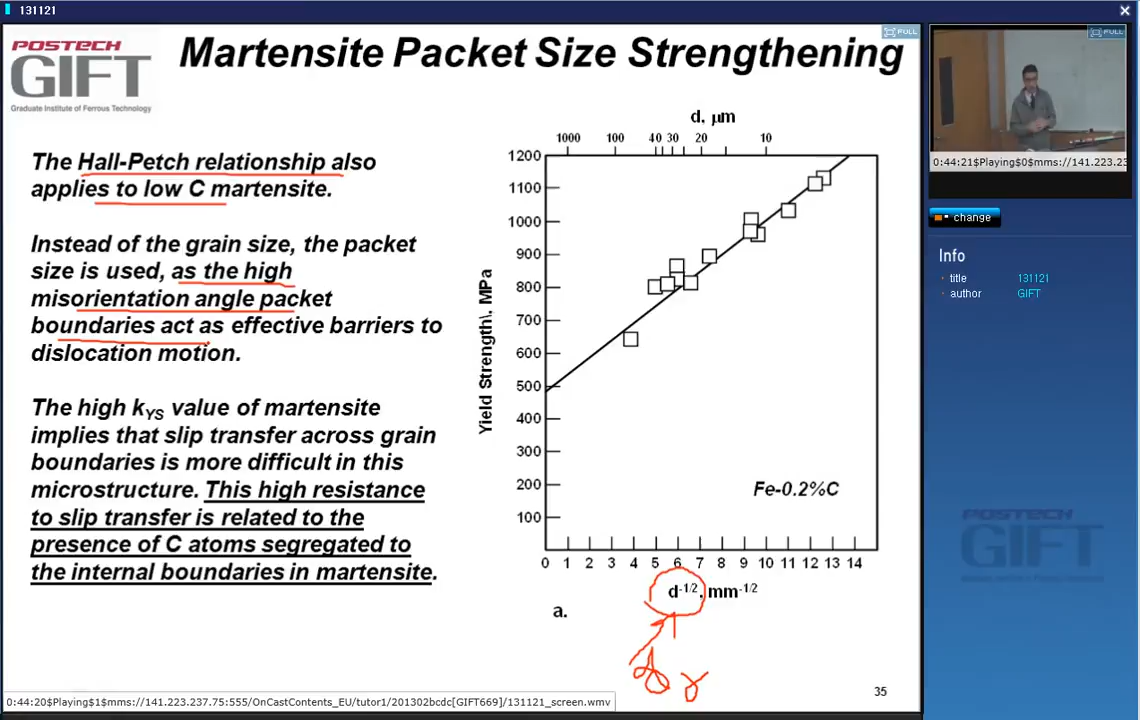 131121
POSTECH
GIFT
Graduate Institute of Ferrous Technology
Martensite Packet Size Strengthening
FULL
FULL
The Hall-Petch relationship also
applies to low C martensite.
Instead of the grain size, the packet
size is used, as the high
misorientation angle packet
boundaries act as effective barriers to
dislocation motion.
The high kYS value of martensite
implies that slip transfer across grain
boundaries is more difficult in this
microstructure. This high resistance
to slip transfer is related to the
presence of C atoms segregated to
the internal boundaries in martensite.
d, μm
1000 100 40 30 20 10
1200
1100
1000
900
800
700
600
500
400
300
200
100
Yield Strength\, MPa
Fe-0.2%C
0 1 2 3 4 5 6 7 8 9 10 11 12 13 14
d-1/2, mm-1/2
a.
γ
35
0:44:20$Playing$1$mms://141.223.237.75:555/OnCastContents_EU/tutor1/201302bcdc[GIFT669]/131121_screen.wmv
0:44:21$Playing$0$mms://141.223.23
change
Info
title 131121
author GIFT
POSTECH
GIFT